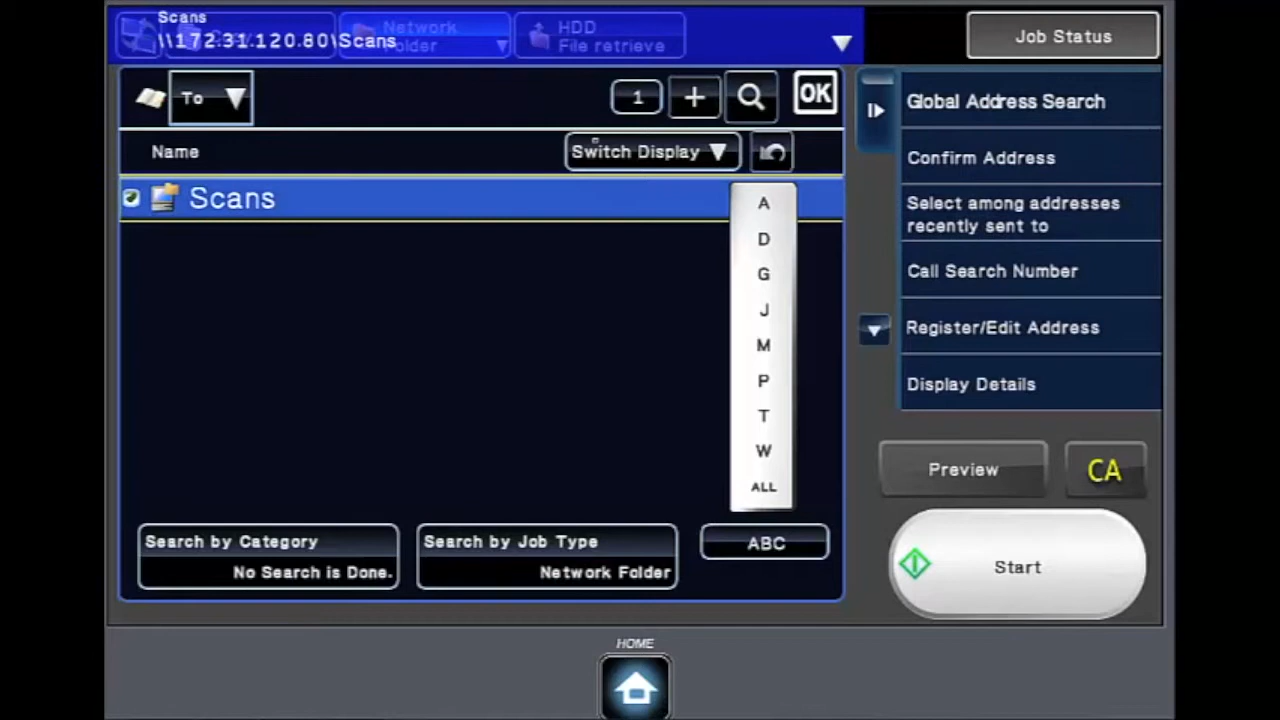 Scans
\\172.31.120.80\Scans
Network
Folder
HDD
File retrieve
Job Status
To
1
OK
Name
Switch Display
Scans
A
D
G
J
M
P
T
W
ALL
Search by Category
No Search is Done.
Search by Job Type
Network Folder
ABC
Global Address Search
Confirm Address
Select among addresses
recently sent to
Call Search Number
Register/Edit Address
Display Details
Preview
CA
Start
HOME